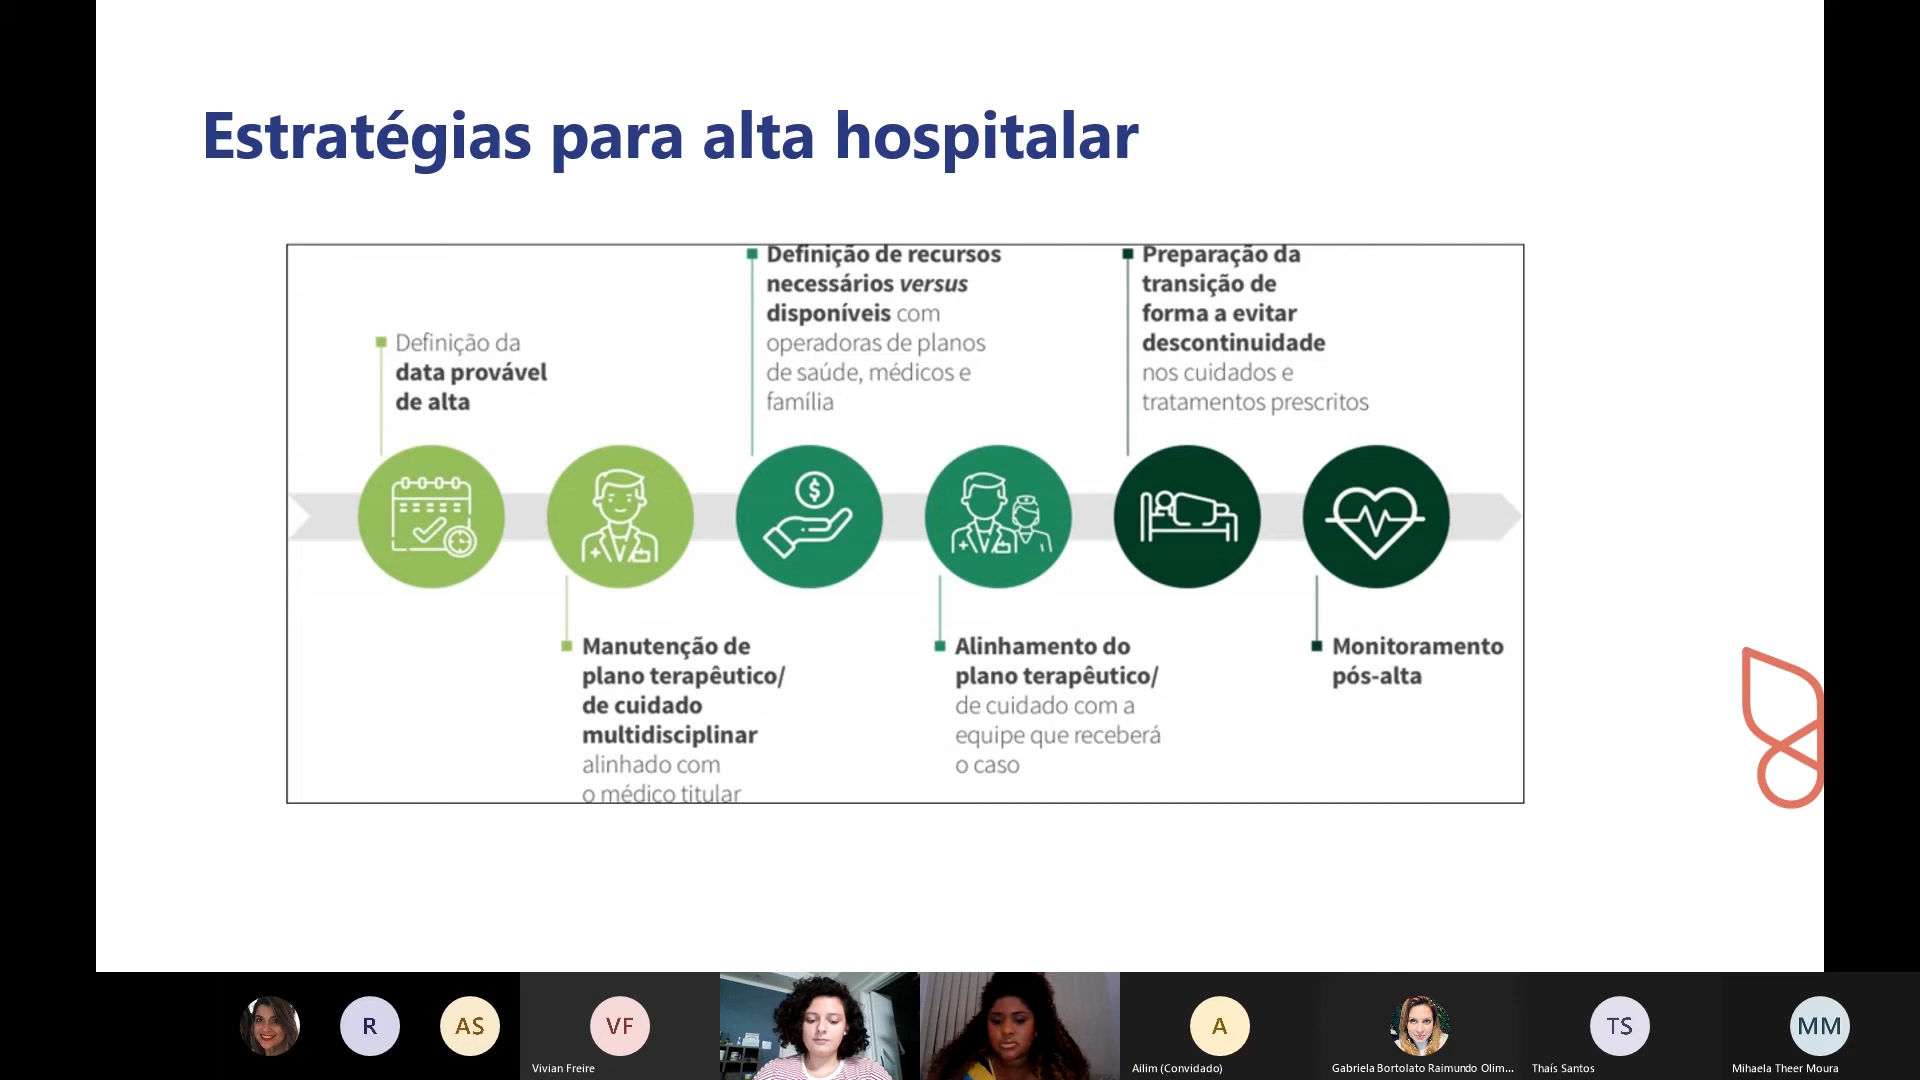 Estratégias para alta hospitalar
Definição da
data provável
de alta
Manutenção de
plano terapêutico/
de cuidado
multidisciplinar
alinhado com
o médico titular
Definição de recursos
necessários versus
disponíveis com
operadoras de planos
de saúde, médicos e
família
$
Alinhamento do
plano terapêutico/
de cuidado com a
equipe que receberá
o caso
Preparação da
transição de
forma a evitar
descontinuidade
nos cuidados e
tratamentos prescritos
Monitoramento
pós-alta
R
AS
VF
Vivian Freire
A
Ailim (Convidado)
Gabriela Bortolato Raimundo Olim...
TS
Thaís Santos
MM
Mihaela Theer Moura